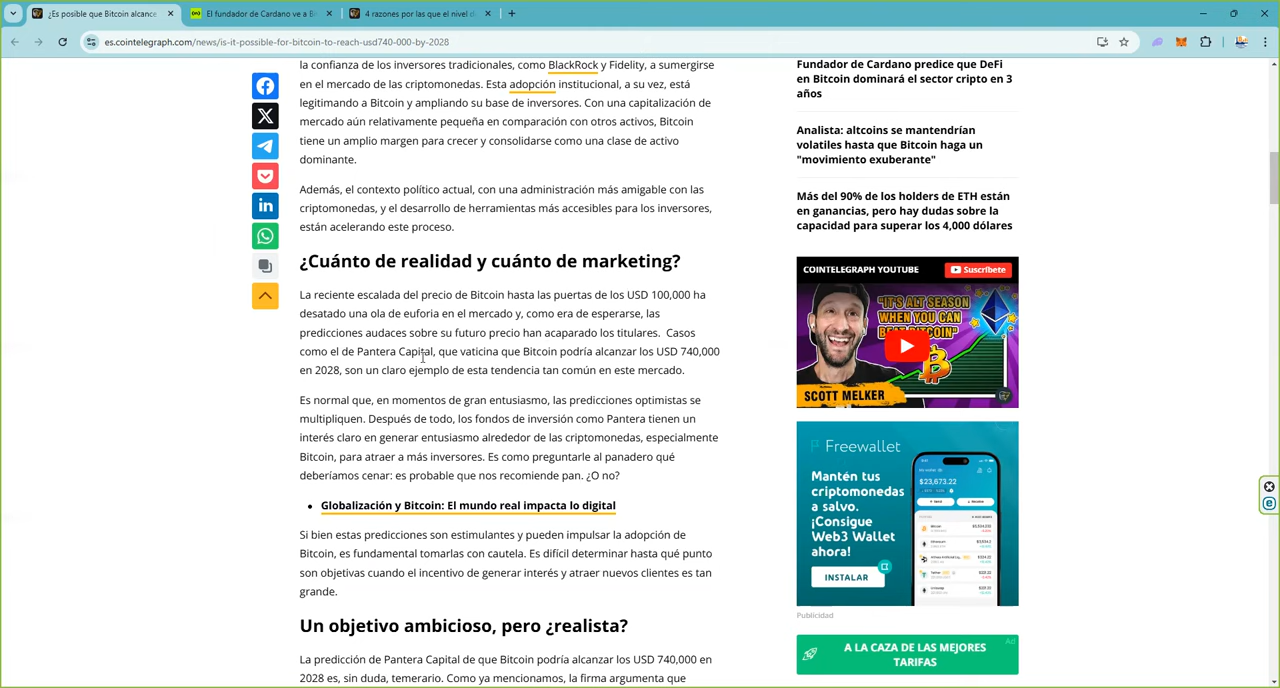 ¿Es posible que Bitcoin alcance
El fundador de Cardano ve a Bi
4 razones por las que el nivel d
es.cointelegraph.com/news/is-it-possible-for-bitcoin-to-reach-usd740-000-by-2028
la confianza de los inversores tradicionales, como BlackRock y Fidelity, a sumergirse
en el mercado de las criptomonedas. Esta adopción institucional, a su vez, está
legitimando a Bitcoin y ampliando su base de inversores. Con una capitalización de
mercado aún relativamente pequeña en comparación con otros activos, Bitcoin
tiene un amplio margen para crecer y consolidarse como una clase de activo
dominante.
Además, el contexto político actual, con una administración más amigable con las
criptomonedas, y el desarrollo de herramientas más accesibles para los inversores,
están acelerando este proceso.
¿Cuánto de realidad y cuánto de marketing?
La reciente escalada del precio de Bitcoin hasta las puertas de los USD 100,000 ha
desatado una ola de euforia en el mercado y, como era de esperarse, las
predicciones audaces sobre su futuro precio han acaparado los titulares.  Casos
como el de Pantera Capital, que vaticina que Bitcoin podría alcanzar los USD 740,000
en 2028, son un claro ejemplo de esta tendencia tan común en este mercado.
Es normal que, en momentos de gran entusiasmo, las predicciones optimistas se
multipliquen. Después de todo, los fondos de inversión como Pantera tienen un
interés claro en generar entusiasmo alrededor de las criptomonedas, especialmente
Bitcoin, para atraer a más inversores. Es como preguntarle al panadero qué
deberíamos cenar: es probable que nos recomiende pan. ¿O no?
• Globalización y Bitcoin: El mundo real impacta lo digital
Si bien estas predicciones son estimulantes y pueden impulsar la adopción de
Bitcoin, es fundamental tomarlas con cautela. Es difícil determinar hasta qué punto
son objetivas cuando el incentivo de generar interés y atraer nuevos clientes es tan
grande.
Un objetivo ambicioso, pero ¿realista?
La predicción de Pantera Capital de que Bitcoin podría alcanzar los USD 740,000 en
2028 es, sin duda, temerario. Como ya mencionamos, la firma argumenta que
Fundador de Cardano predice que DeFi
en Bitcoin dominará el sector cripto en 3
años
Analista: altcoins se mantendrían
volatiles hasta que Bitcoin haga un
"movimiento exuberante"
Más del 90% de los holders de ETH están
en ganancias, pero hay dudas sobre la
capacidad para superar los 4,000 dólares
COINTELEGRAPH YOUTUBE
Suscríbete
"IT'S ALT SEASON
WHEN YOU CAN
BEAT BITCOIN"
SCOTT MELKER
Freewallet
Mantén tus
criptomonedas
a salvo.
¡Consigue
Web3 Wallet
ahora!
INSTALAR
$23,673.22
Publicidad
A LA CAZA DE LAS MEJORES
TARIFAS
Ad